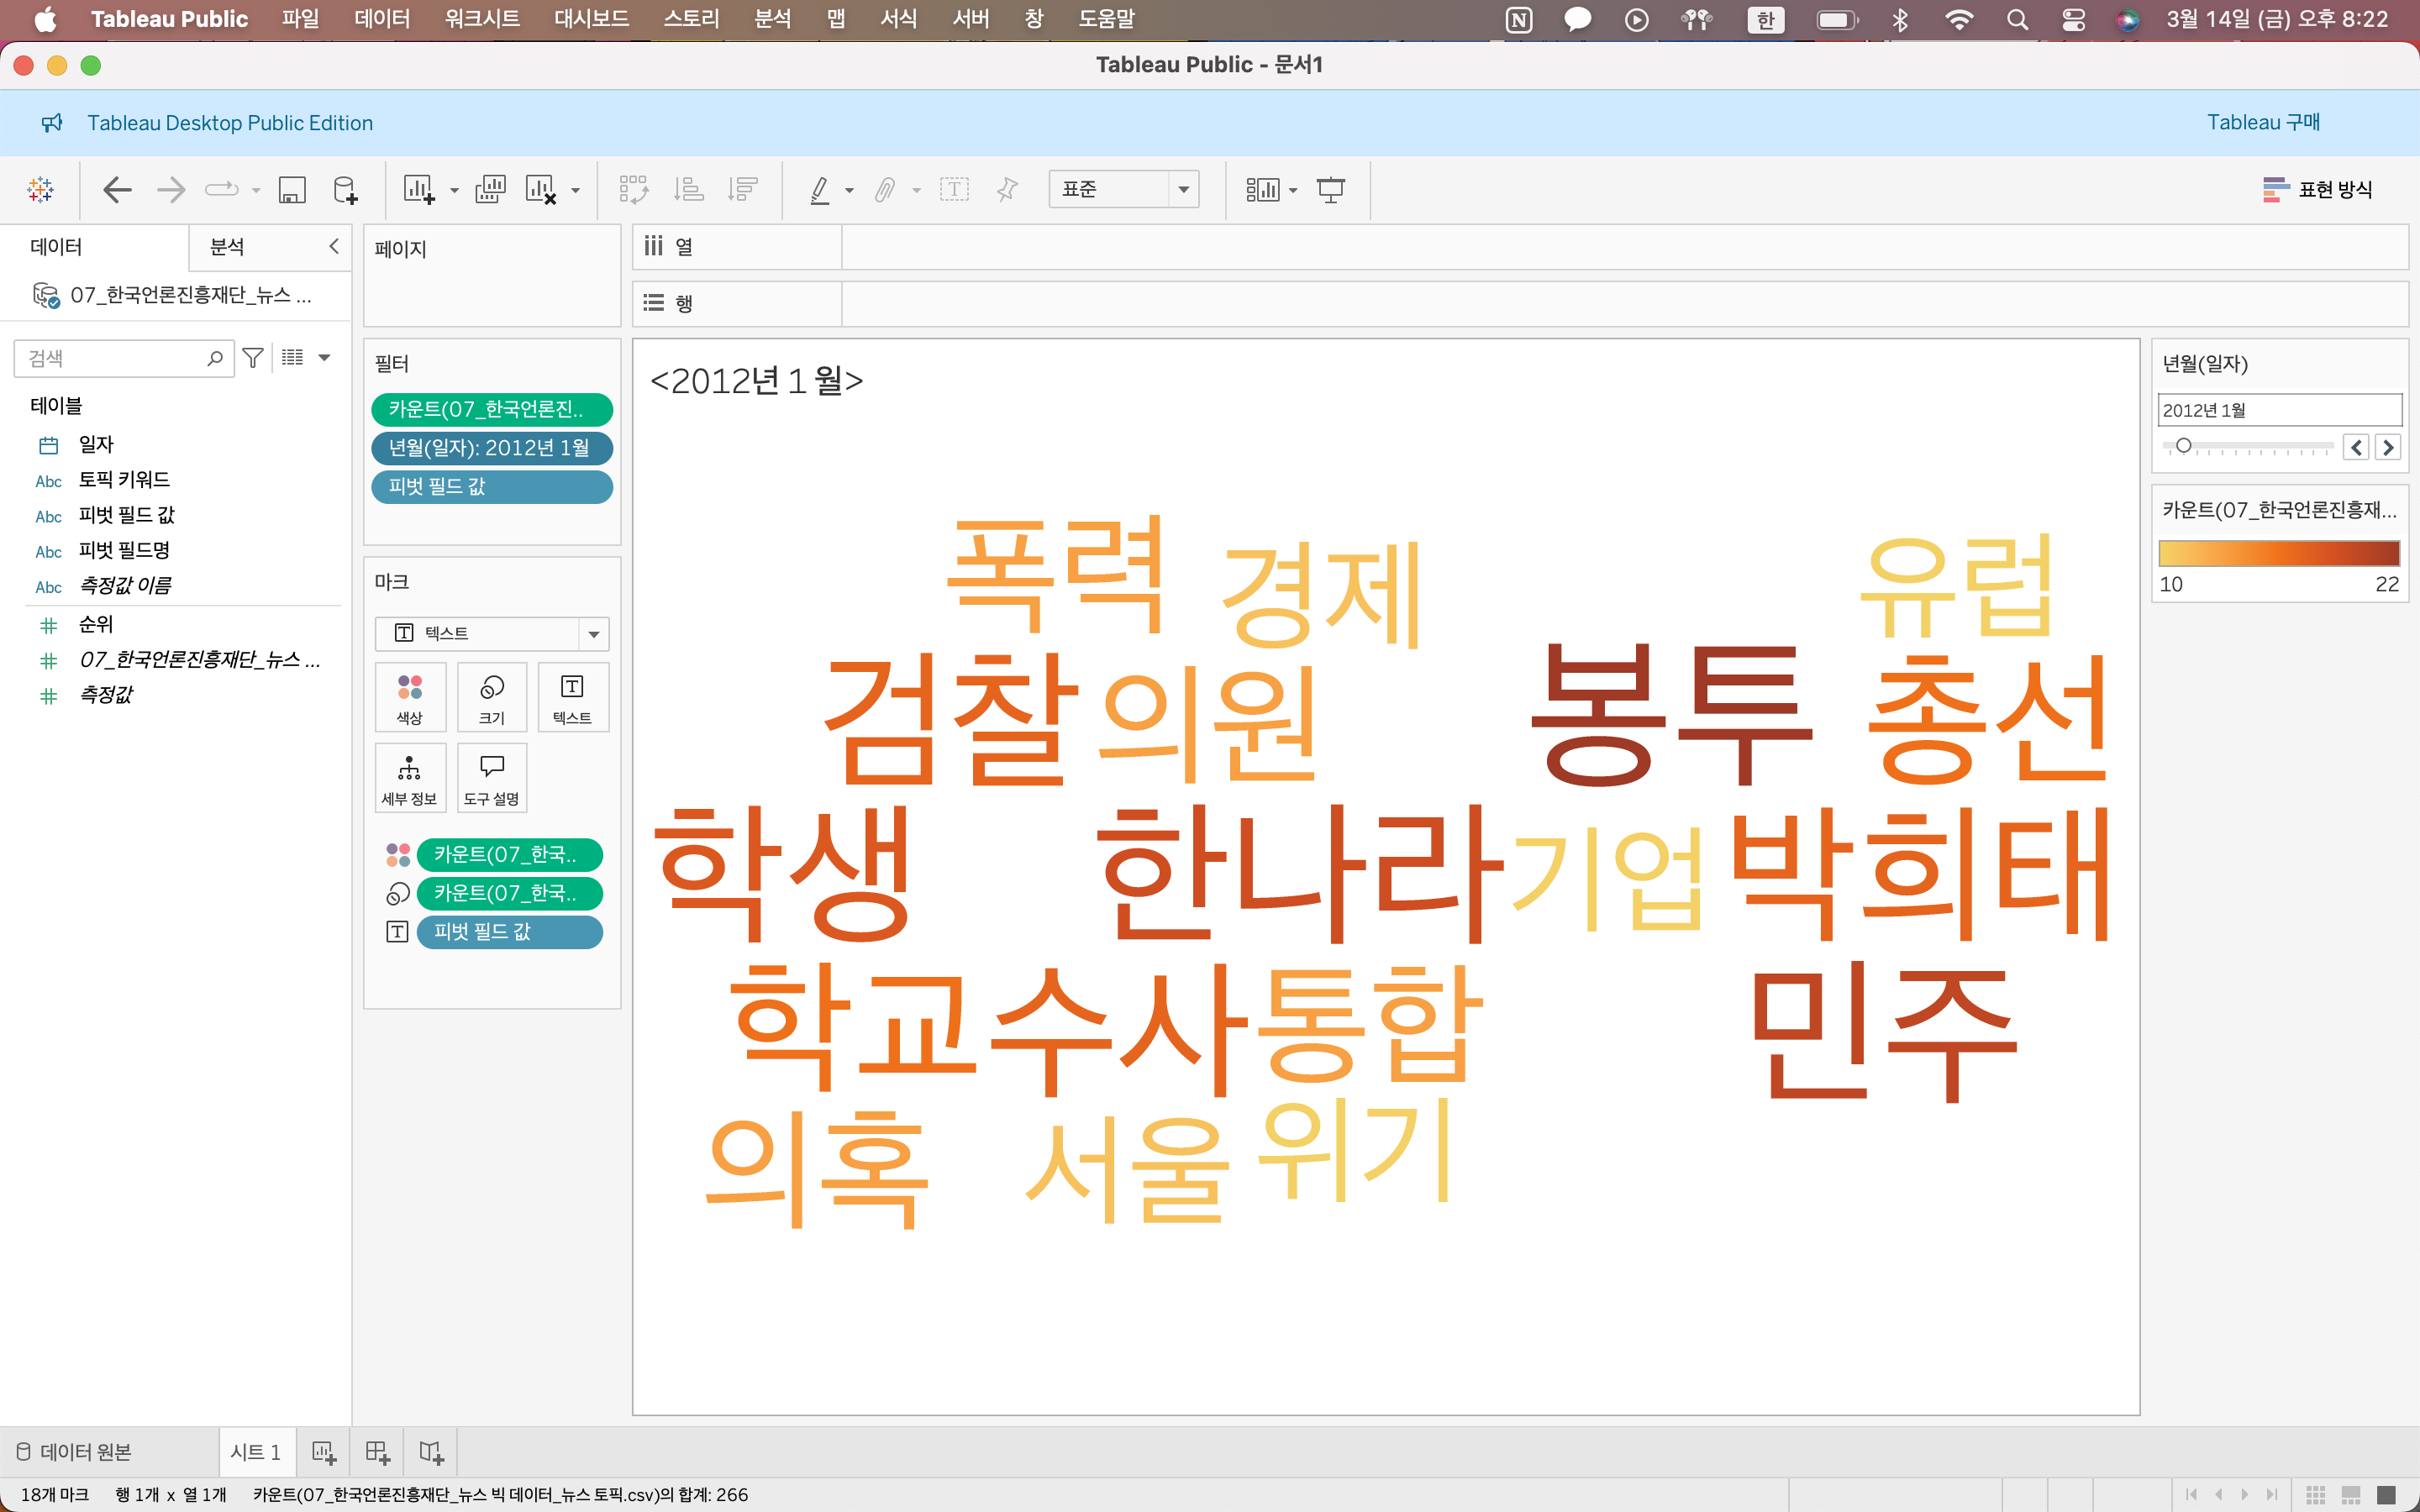 Tableau Public 파일 데이터 워크시트 대시보드 스토리 분석 맵 서식 서버 창 도움말 한 3월 14일 (금) 오후 8:22
Tableau Public - 문서1
Tableau Desktop Public Edition Tableau 구매
표준 표현 방식
데이터 분석
07_한국언론진흥재단_뉴스 ...
검색
테이블
일자
Abc 토픽 키워드
Abc 피벗 필드 값
Abc 피벗 필드명
Abc 측정값 이름
순위
07_한국언론진흥재단_뉴스 ...
측정값
페이지
필터
카운트(07_한국언론진..
년월(일자): 2012년 1월
피벗 필드 값
마크
텍스트
색상 크기 텍스트
세부 정보 도구 설명
카운트(07_한국..
카운트(07_한국..
피벗 필드 값
열
행
<2012년 1 월>
폭력 경제 유럽
검찰 의원 봉투 총선
학생 한나라 기업 박희태
학교 수사 통합 민주
의혹 서울 위기
년월(일자)
2012년 1월
카운트(07_한국언론진흥재...
10 22
데이터 원본 시트 1
18개 마크 행 1개 x 열 1개 카운트(07_한국언론진흥재단_뉴스 빅 데이터_뉴스 토픽.csv)의 합계: 266